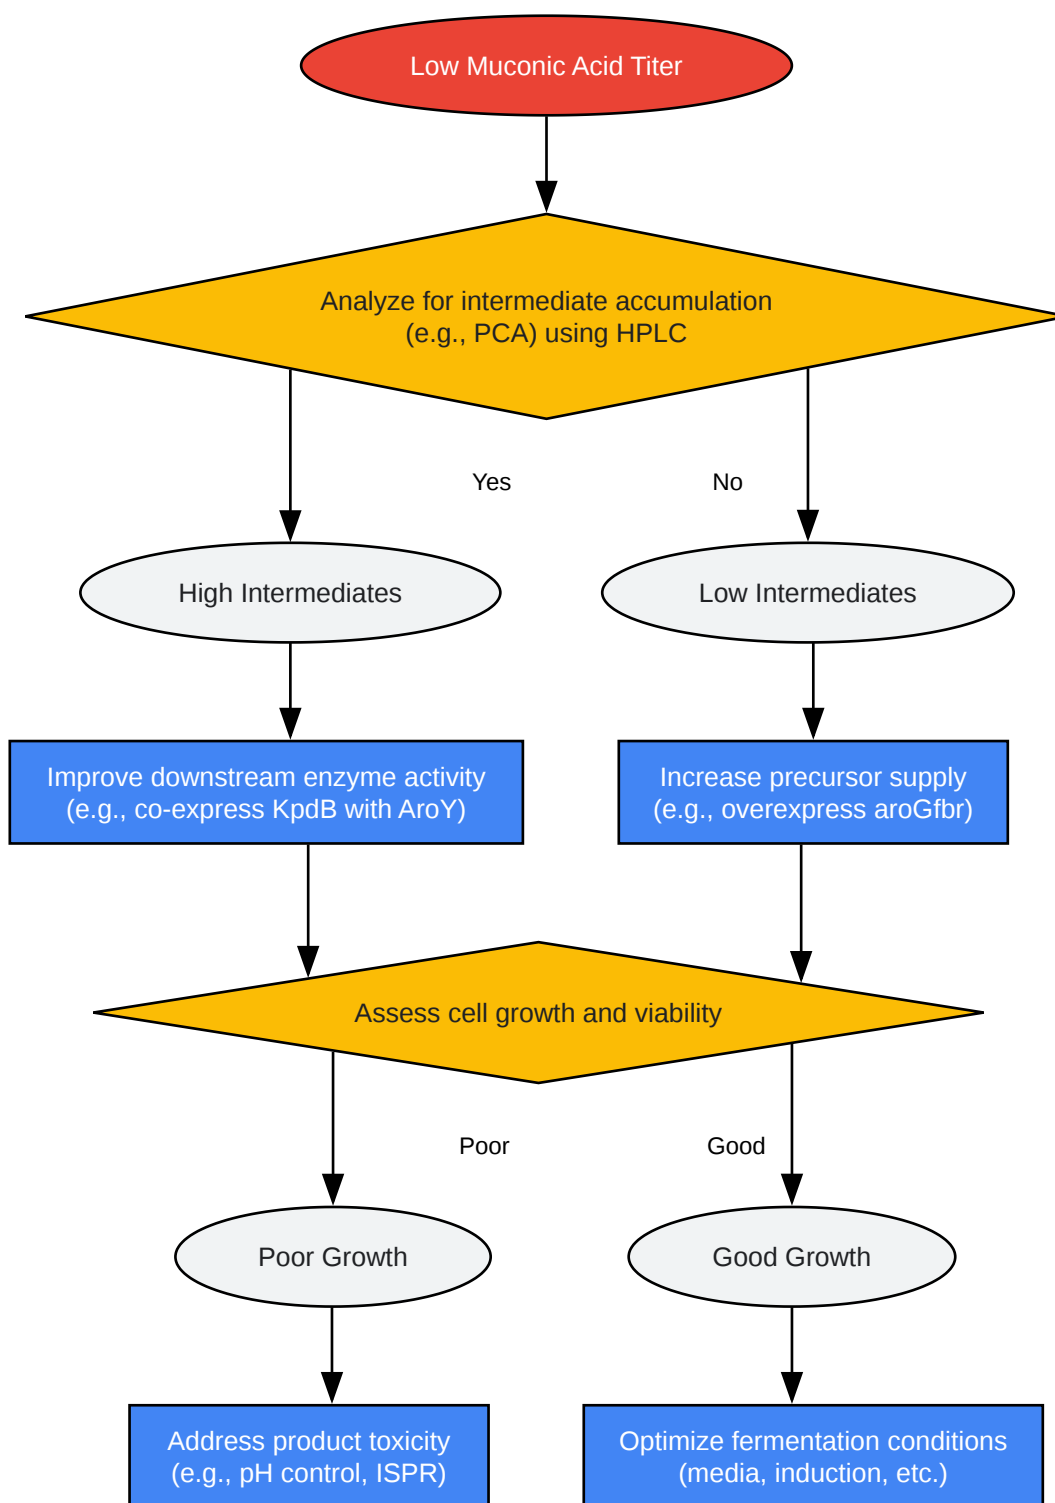 Low Muconic Acid Titer
Analyze for intermediate accumulation
(e.g., PCA) using HPLC
Yes
No
High Intermediates
Low Intermediates
Improve downstream enzyme activity
(e.g., co-express KpdB with AroY)
Increase precursor supply
(e.g., overexpress aroGfbr)
Assess cell growth and viability
Poor
Good
Poor Growth
Good Growth
Address product toxicity
(e.g., pH control, ISPR)
Optimize fermentation conditions
(media, induction, etc.)